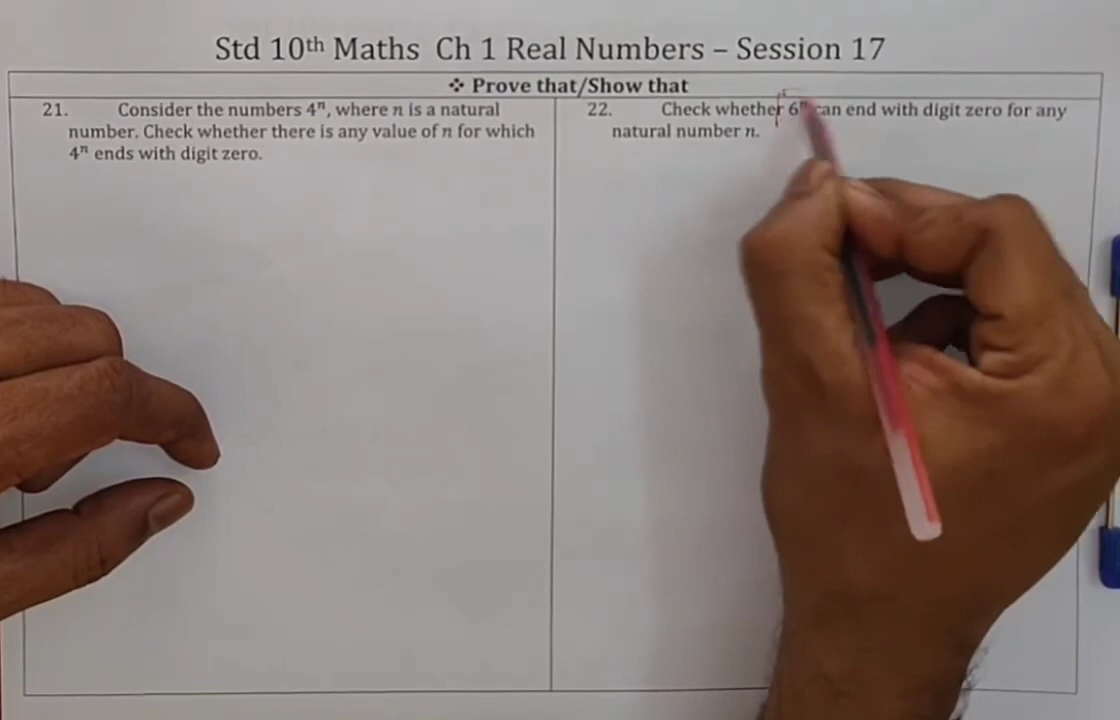 Std 10th Maths Ch 1 Real Numbers – Session 17
❖ Prove that/Show that
21. Consider the numbers 4ⁿ, where n is a natural
number. Check whether there is any value of n for which
4ⁿ ends with digit zero.
22. Check whether 6ⁿ can end with digit zero for any
natural number n.